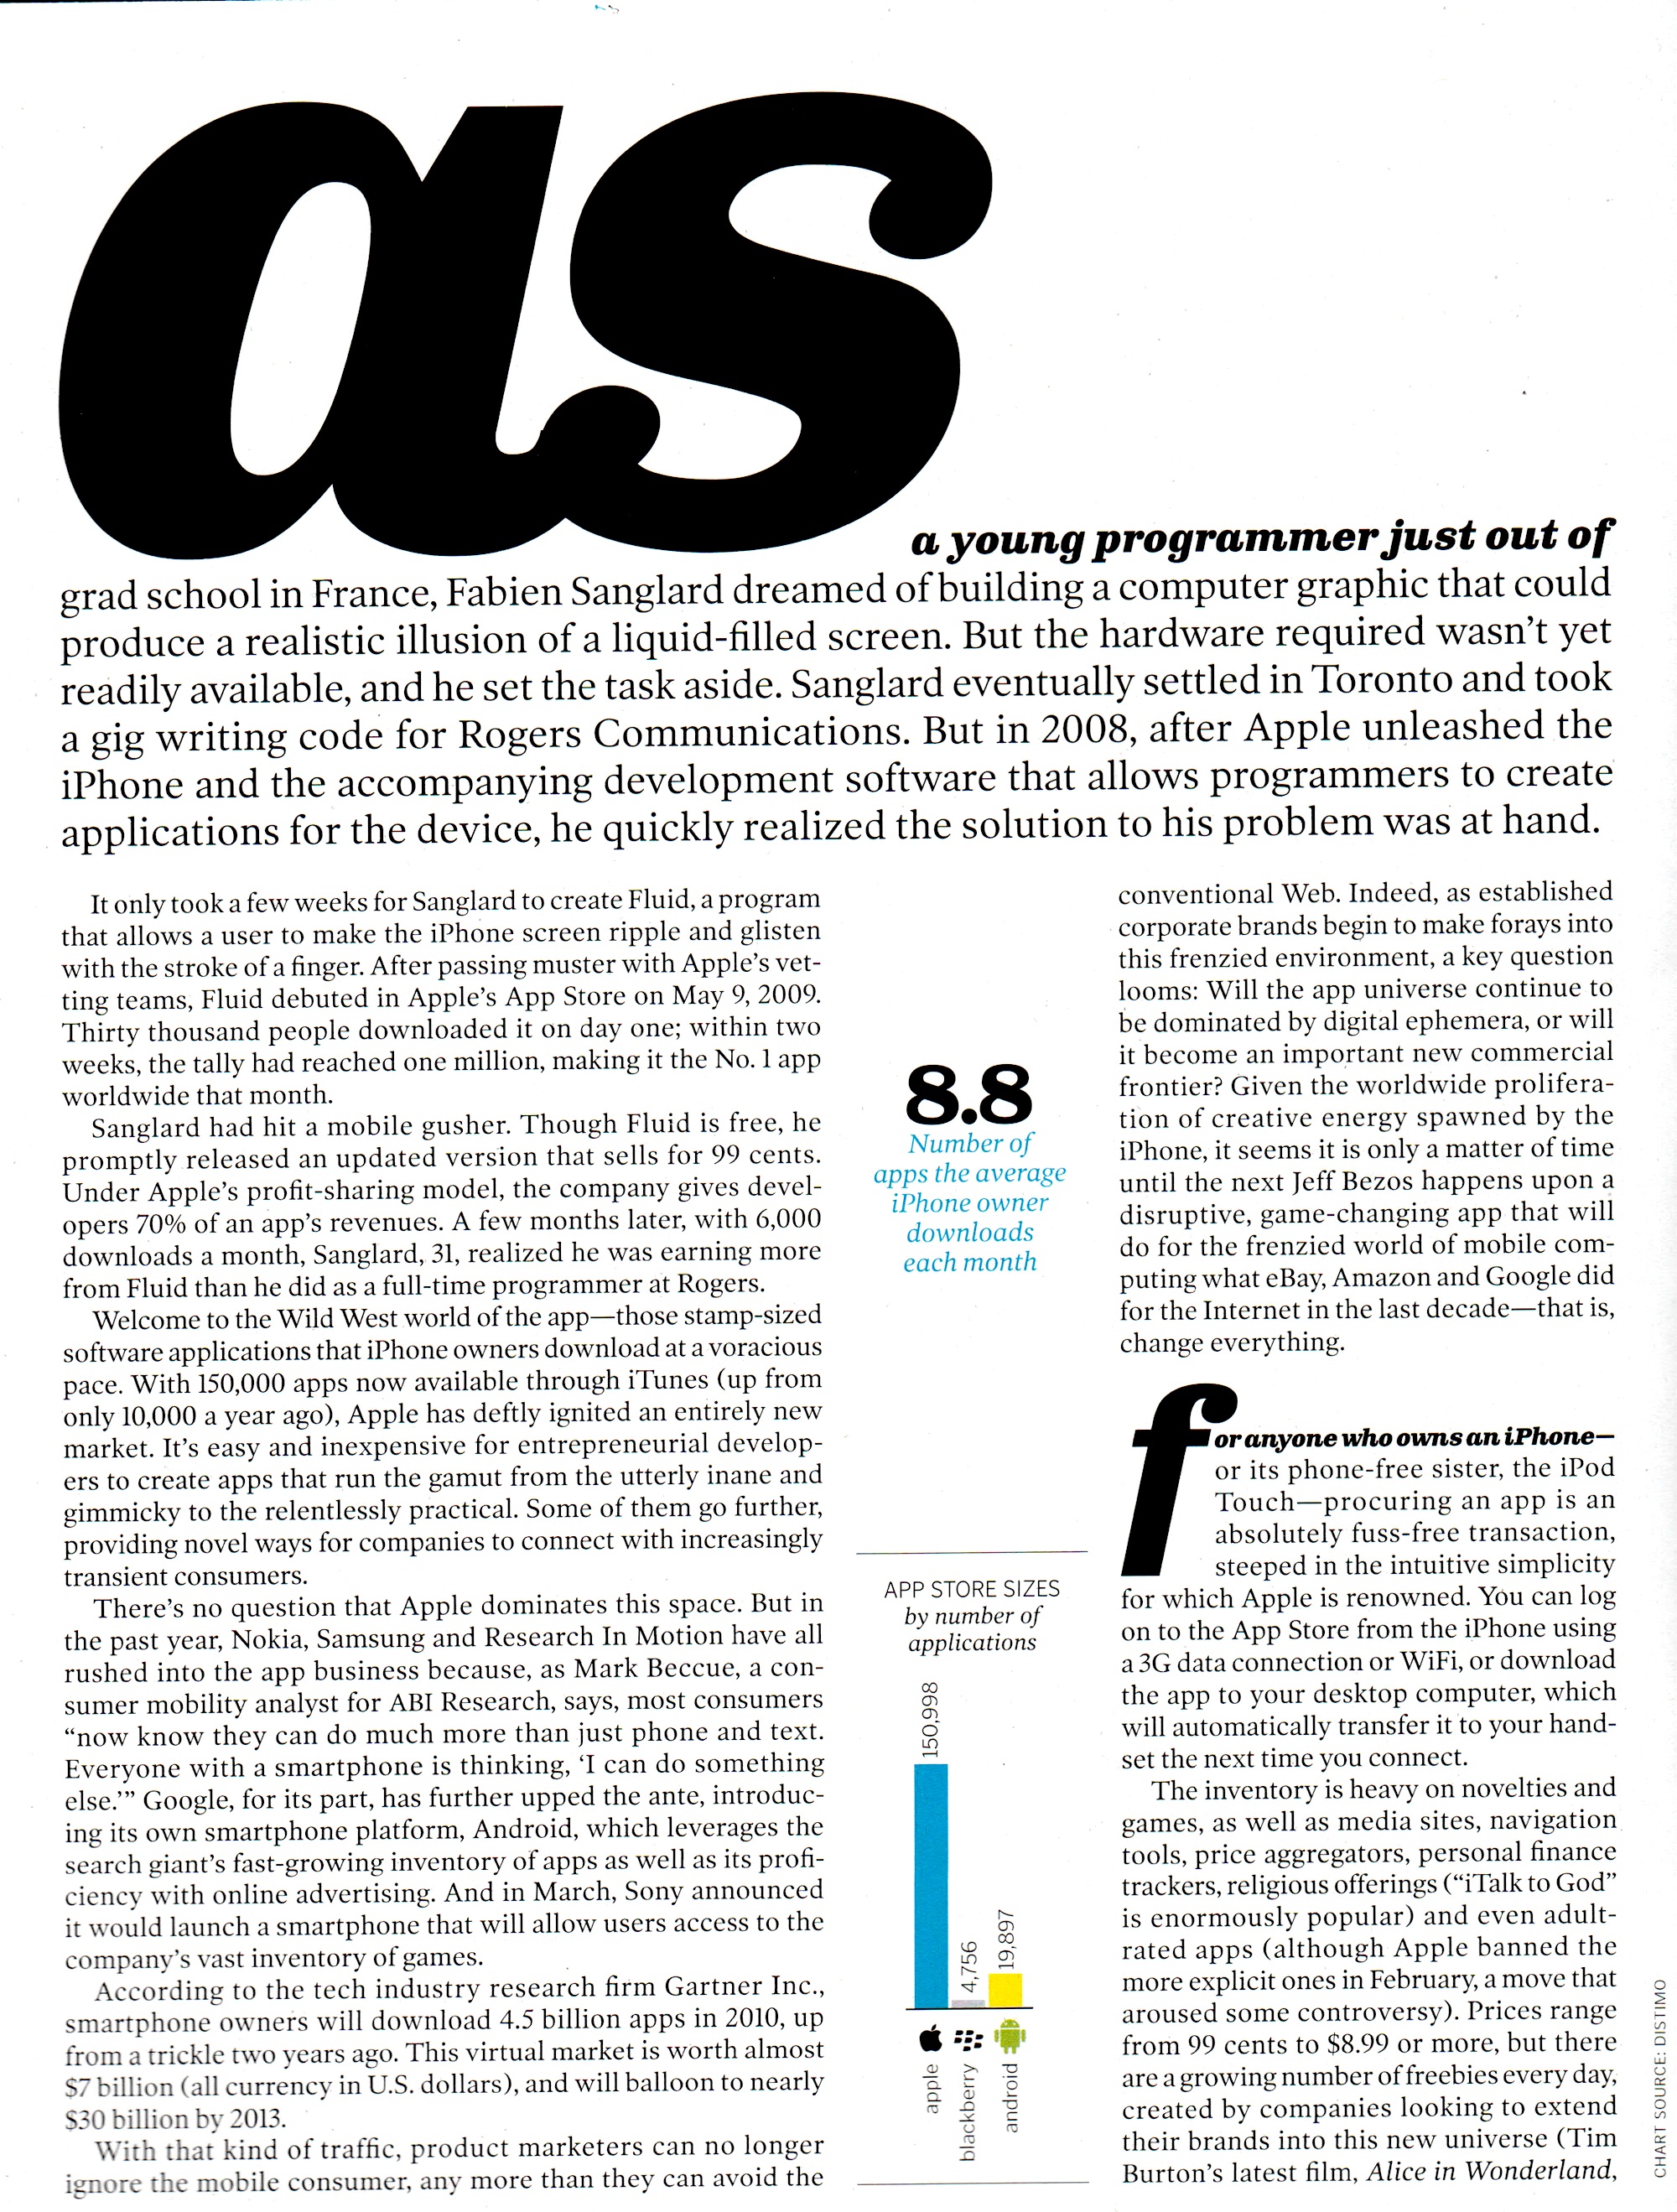 as
a young programmer just out of
grad school in France, Fabien Sanglard dreamed of building a computer graphic that could
produce a realistic illusion of a liquid-filled screen. But the hardware required wasn't yet
readily available, and he set the task aside. Sanglard eventually settled in Toronto and took
a gig writing code for Rogers Communications. But in 2008, after Apple unleashed the
iPhone and the accompanying development software that allows programmers to create
applications for the device, he quickly realized the solution to his problem was at hand.
It only took a few weeks for Sanglard to create Fluid, a program
that allows a user to make the iPhone screen ripple and glisten
with the stroke of a finger. After passing muster with Apple's vet-
ting teams, Fluid debuted in Apple's App Store on May 9, 2009.
Thirty thousand people downloaded it on day one; within two
weeks, the tally had reached one million, making it the No. 1 app
worldwide that month.
Sanglard had hit a mobile gusher. Though Fluid is free, he
promptly released an updated version that sells for 99 cents.
Under Apple's profit-sharing model, the company gives devel-
opers 70% of an app's revenues. A few months later, with 6,000
downloads a month, Sanglard, 31, realized he was earning more
from Fluid than he did as a full-time programmer at Rogers.
Welcome to the Wild West world of the app—those stamp-sized
software applications that iPhone owners download at a voracious
pace. With 150,000 apps now available through iTunes (up from
only 10,000 a year ago), Apple has deftly ignited an entirely new
market. It's easy and inexpensive for entrepreneurial develop-
ers to create apps that run the gamut from the utterly inane and
gimmicky to the relentlessly practical. Some of them go further,
providing novel ways for companies to connect with increasingly
transient consumers.
There's no question that Apple dominates this space. But in
the past year, Nokia, Samsung and Research In Motion have all
rushed into the app business because, as Mark Beccue, a con-
sumer mobility analyst for ABI Research, says, most consumers
“now know they can do much more than just phone and text.
Everyone with a smartphone is thinking, ‘I can do something
else.’” Google, for its part, has further upped the ante, introduc-
ing its own smartphone platform, Android, which leverages the
search giant's fast-growing inventory of apps as well as its profi-
ciency with online advertising. And in March, Sony announced
it would launch a smartphone that will allow users access to the
company's vast inventory of games.
According to the tech industry research firm Gartner Inc.,
smartphone owners will download 4.5 billion apps in 2010, up
from a trickle two years ago. This virtual market is worth almost
$7 billion (all currency in U.S. dollars), and will balloon to nearly
$30 billion by 2013.
With that kind of traffic, product marketers can no longer
ignore the mobile consumer, any more than they can avoid the
8.8
Number of
apps the average
iPhone owner
downloads
each month
APP STORE SIZES
by number of
applications
150,998
4,756
19,897
apple
blackberry
android
conventional Web. Indeed, as established
corporate brands begin to make forays into
this frenzied environment, a key question
looms: Will the app universe continue to
be dominated by digital ephemera, or will
it become an important new commercial
frontier? Given the worldwide prolifera-
tion of creative energy spawned by the
iPhone, it seems it is only a matter of time
until the next Jeff Bezos happens upon a
disruptive, game-changing app that will
do for the frenzied world of mobile com-
puting what eBay, Amazon and Google did
for the Internet in the last decade—that is,
change everything.
for anyone who owns an iPhone—
or its phone-free sister, the iPod
Touch—procuring an app is an
absolutely fuss-free transaction,
steeped in the intuitive simplicity
for which Apple is renowned. You can log
on to the App Store from the iPhone using
a 3G data connection or WiFi, or download
the app to your desktop computer, which
will automatically transfer it to your hand-
set the next time you connect.
The inventory is heavy on novelties and
games, as well as media sites, navigation
tools, price aggregators, personal finance
trackers, religious offerings (“iTalk to God”
is enormously popular) and even adult-
rated apps (although Apple banned the
more explicit ones in February, a move that
aroused some controversy). Prices range
from 99 cents to $8.99 or more, but there
are a growing number of freebies every day,
created by companies looking to extend
their brands into this new universe (Tim
Burton's latest film, Alice in Wonderland,
CHART SOURCE: DISTIMO